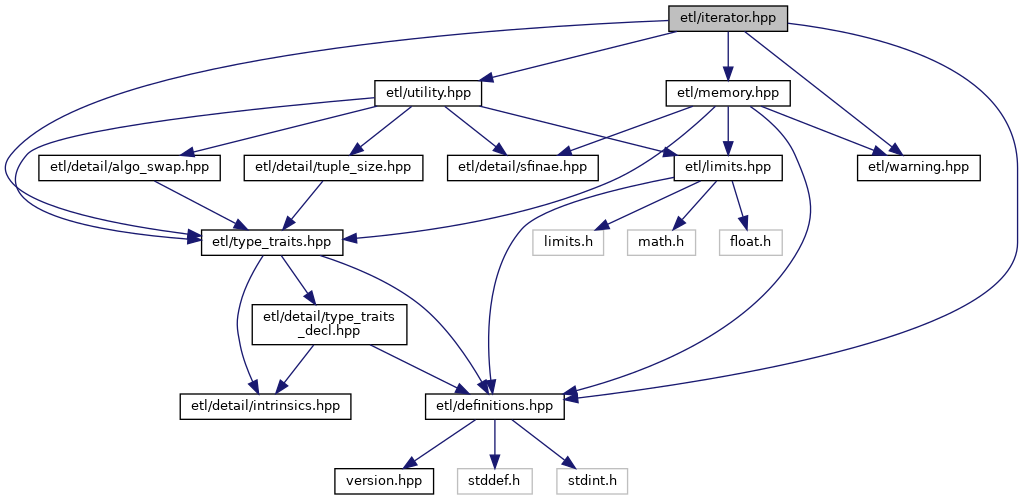 etl/iterator.hpp
etl/utility.hpp
etl/memory.hpp
etl/detail/algo_swap.hpp
etl/detail/tuple_size.hpp
etl/detail/sfinae.hpp
etl/limits.hpp
etl/warning.hpp
etl/type_traits.hpp
limits.h
math.h
float.h
etl/detail/type_traits
_decl.hpp
etl/detail/intrinsics.hpp
etl/definitions.hpp
version.hpp
stddef.h
stdint.h